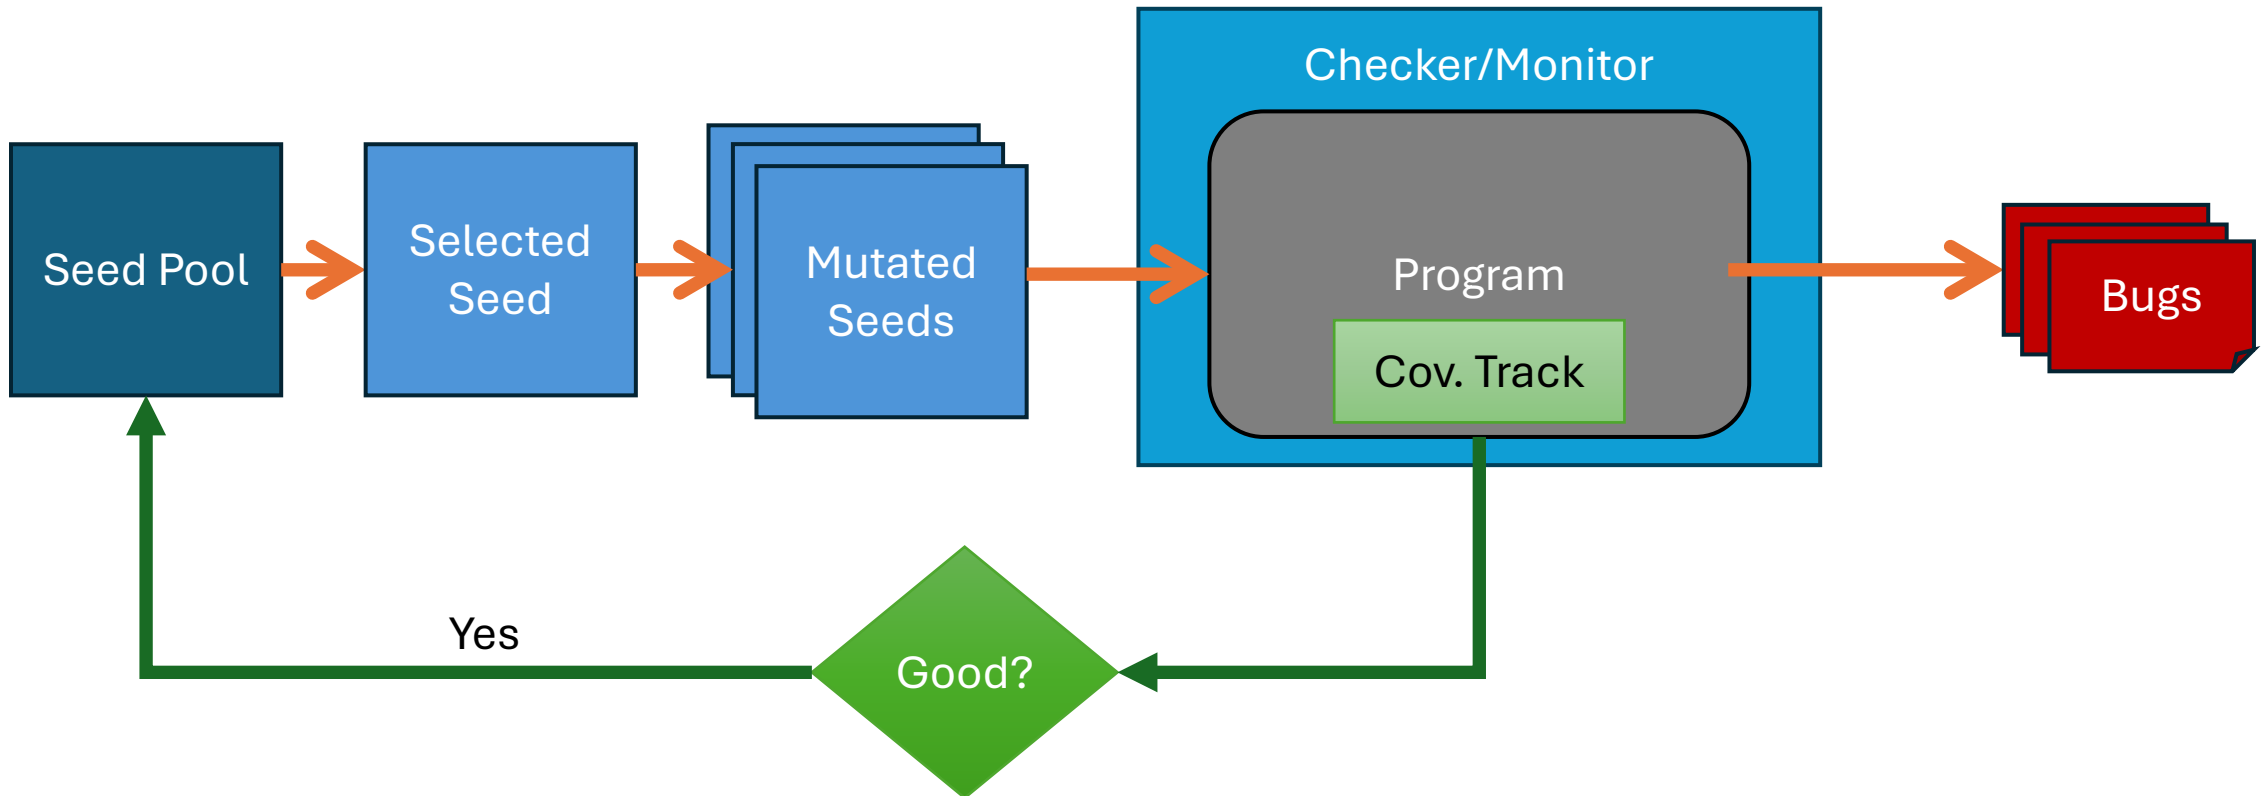 Checker/Monitor
Seed Pool
Selected
Seed
Mutated
Seeds
Program
Cov. Track
Bugs
Yes
Good?